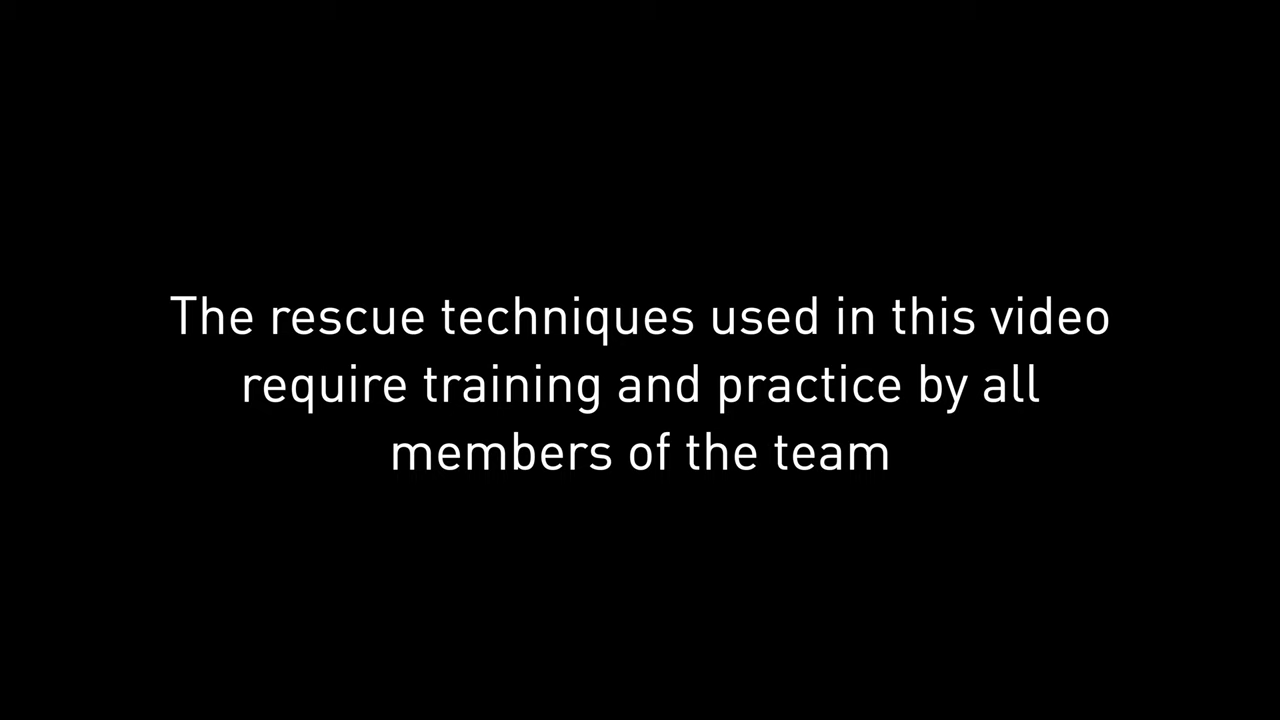 The rescue techniques used in this video
require training and practice by all
members of the team